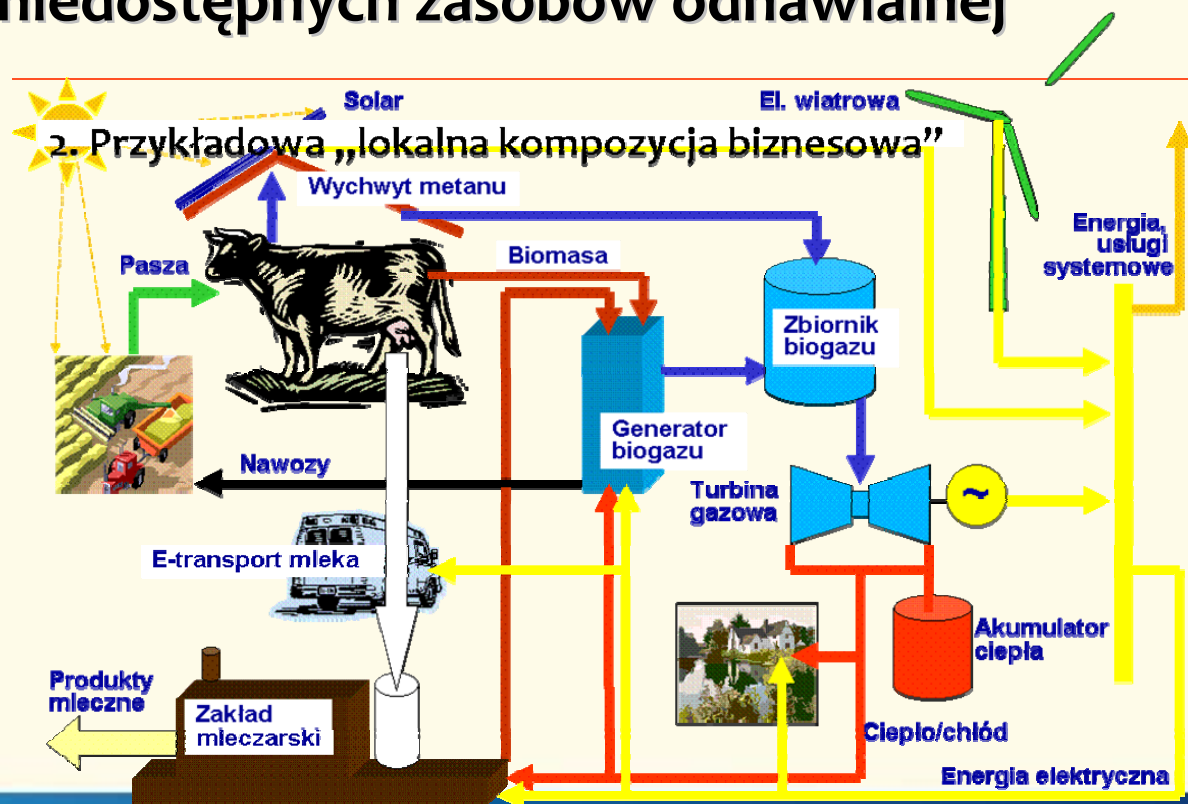 niedostępnych zasobów odnawialnej
Solar
El. wiatrowa
2. Przykładowa „lokalna kompozycja biznesowa”
Wychwyt metanu
Energia,
usługi
systemowe
Pasza
Biomasa
Zbiornik
biogazu
Generator
biogazu
Nawozy
Turbina
gazowa
~
E-transport mleka
Akumulator
ciepła
Produkty
mleczne
Zakład
mleczarski
Ciepło/chłód
Energia elektryczna